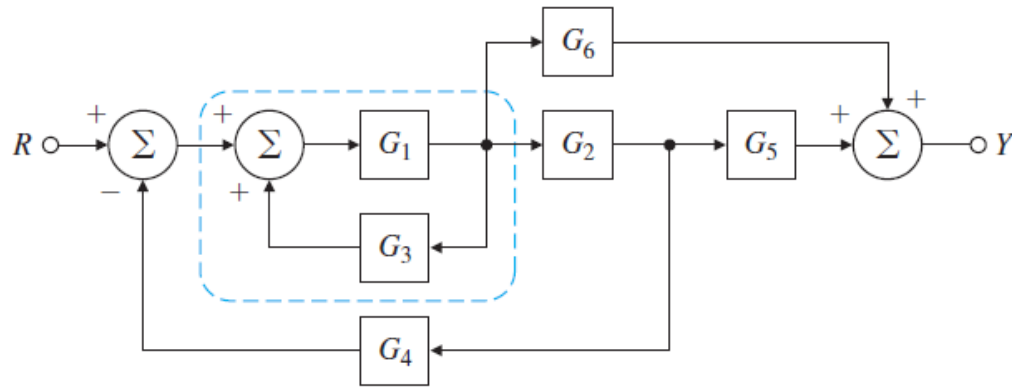 G₆
+ + + +
R Σ Σ G₁ G₂ G₅ Σ Y
− +
G₃
G₄